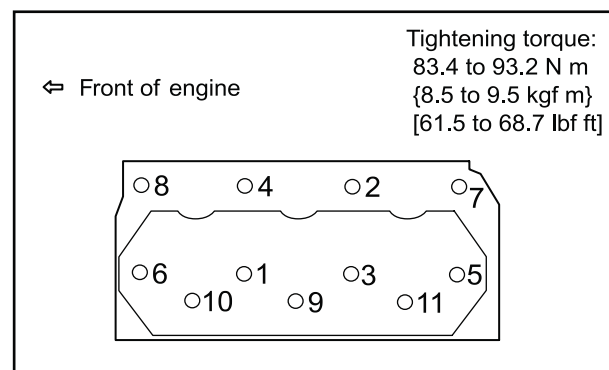 Tightening torque:
83.4 to 93.2 N m
{8.5 to 9.5 kgf m}
[61.5 to 68.7 lbf ft]
⇦ Front of engine
8 4 2 7
6 1 3 5
10 9 11